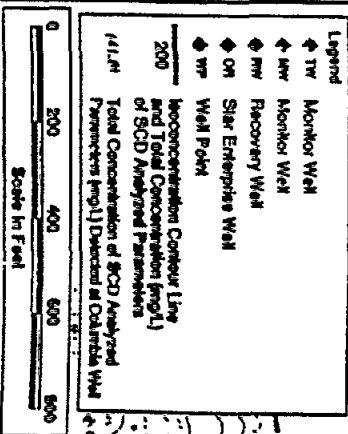 Legend
TW Monitor Well
MW Monitor Well
RW Recovery Well
OR Star Enterprise Well
WP Well Point
200 Isoconcentration Contour Line
and Total Concentration (mg/L)
of SCD Analyzed Parameters
Total Concentration of SCD Analyzed
Parameters (mg/L) Detected at Columbia Well
0 200 400 600 800
Scale In Feet